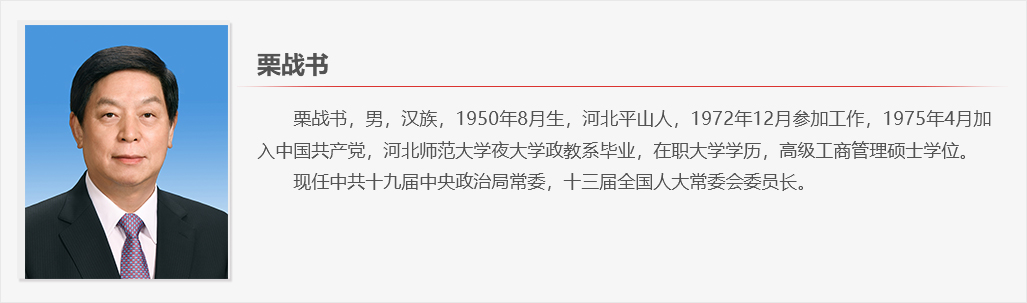 栗战书
栗战书，男，汉族，1950年8月生，河北平山人，1972年12月参加工作，1975年4月加
入中国共产党，河北师范大学夜大学政教系毕业，在职大学学历，高级工商管理硕士学位。
现任中共十九届中央政治局常委，十三届全国人大常委会委员长。